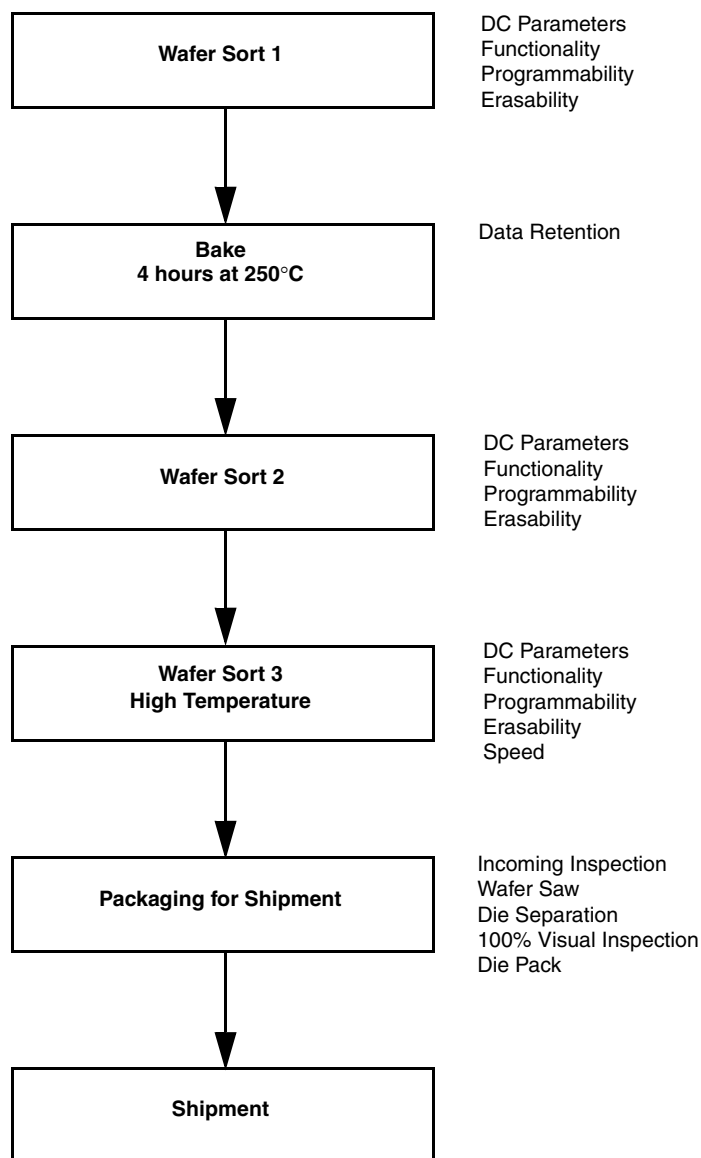 Wafer Sort 1
DC Parameters
Functionality
Programmability
Erasability
Bake
4 hours at 250°C
Data Retention
Wafer Sort 2
DC Parameters
Functionality
Programmability
Erasability
Wafer Sort 3
High Temperature
DC Parameters
Functionality
Programmability
Erasability
Speed
Packaging for Shipment
Incoming Inspection
Wafer Saw
Die Separation
100% Visual Inspection
Die Pack
Shipment